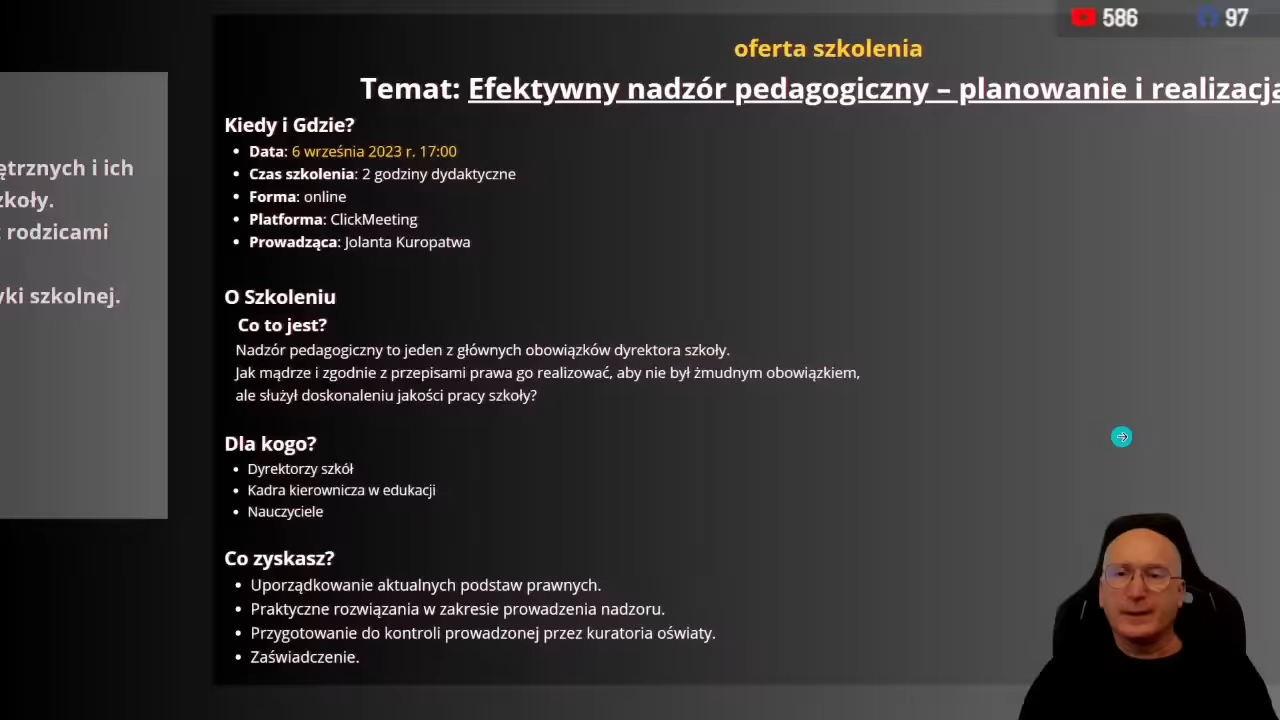 586
97
oferta szkolenia
Temat: Efektywny nadzór pedagogiczny – planowanie i realizacja
ętrznych i ich
zkoły.
rodzicami
yki szkolnej.
Kiedy i Gdzie?
• Data: 6 września 2023 r. 17:00
• Czas szkolenia: 2 godziny dydaktyczne
• Forma: online
• Platforma: ClickMeeting
• Prowadząca: Jolanta Kuropatwa
O Szkoleniu
Co to jest?
Nadzór pedagogiczny to jeden z głównych obowiązków dyrektora szkoły.
Jak mądrze i zgodnie z przepisami prawa go realizować, aby nie był żmudnym obowiązkiem,
ale służył doskonaleniu jakości pracy szkoły?
Dla kogo?
• Dyrektorzy szkół
• Kadra kierownicza w edukacji
• Nauczyciele
Co zyskasz?
• Uporządkowanie aktualnych podstaw prawnych.
• Praktyczne rozwiązania w zakresie prowadzenia nadzoru.
• Przygotowanie do kontroli prowadzonej przez kuratoria oświaty.
• Zaświadczenie.